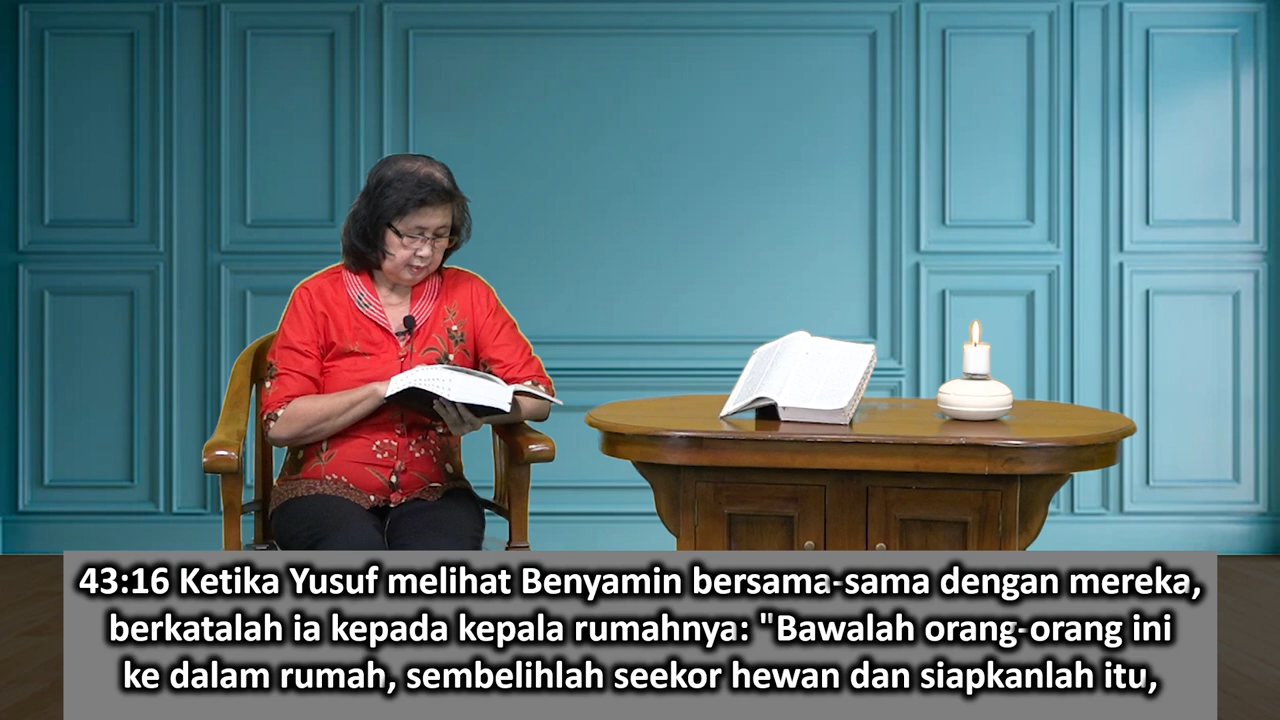 43:16 Ketika Yusuf melihat Benyamin bersama-sama dengan mereka,
berkatalah ia kepada kepala rumahnya: "Bawalah orang-orang ini
ke dalam rumah, sembelihlah seekor hewan dan siapkanlah itu,